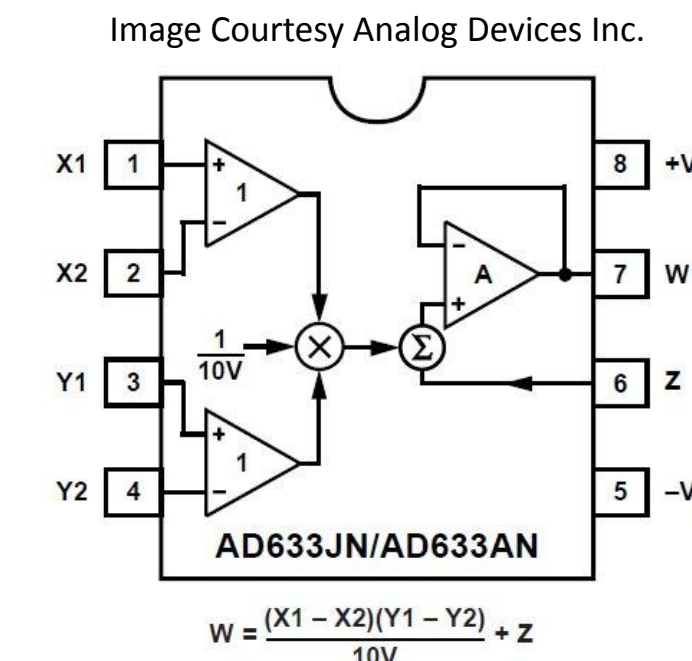 Image Courtesy Analog Devices Inc.
X1 1
+
1
−
X2 2
1
10V
×
Σ
Y1 3
+
1
−
Y2 4
8 +V
−
A
+
7 W
6 Z
5 –V
AD633JN/AD633AN
W = (X1 – X2)(Y1 – Y2) + Z
10V